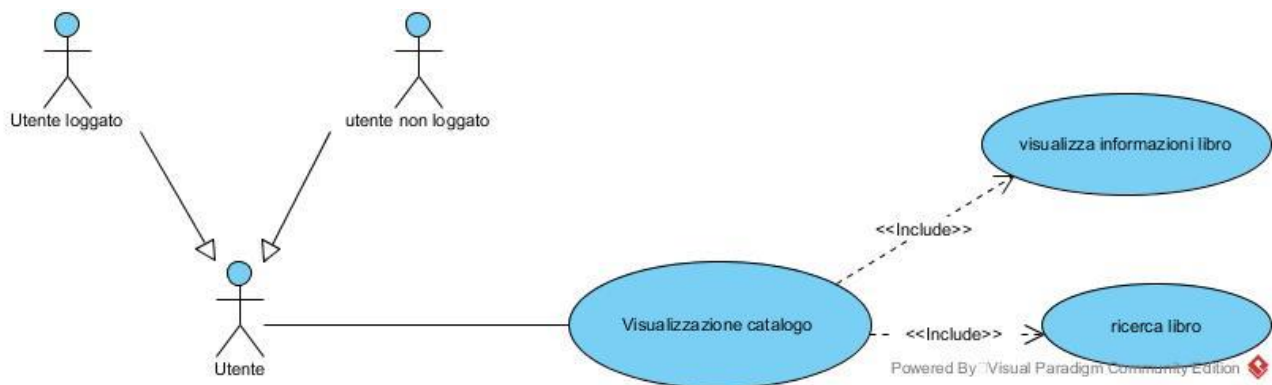 Utente loggato
utente non loggato
visualizza informazioni libro
<<Include>>
Visualizzazione catalogo
<<Include>>
ricerca libro
Utente
Powered By Visual Paradigm Community Edition